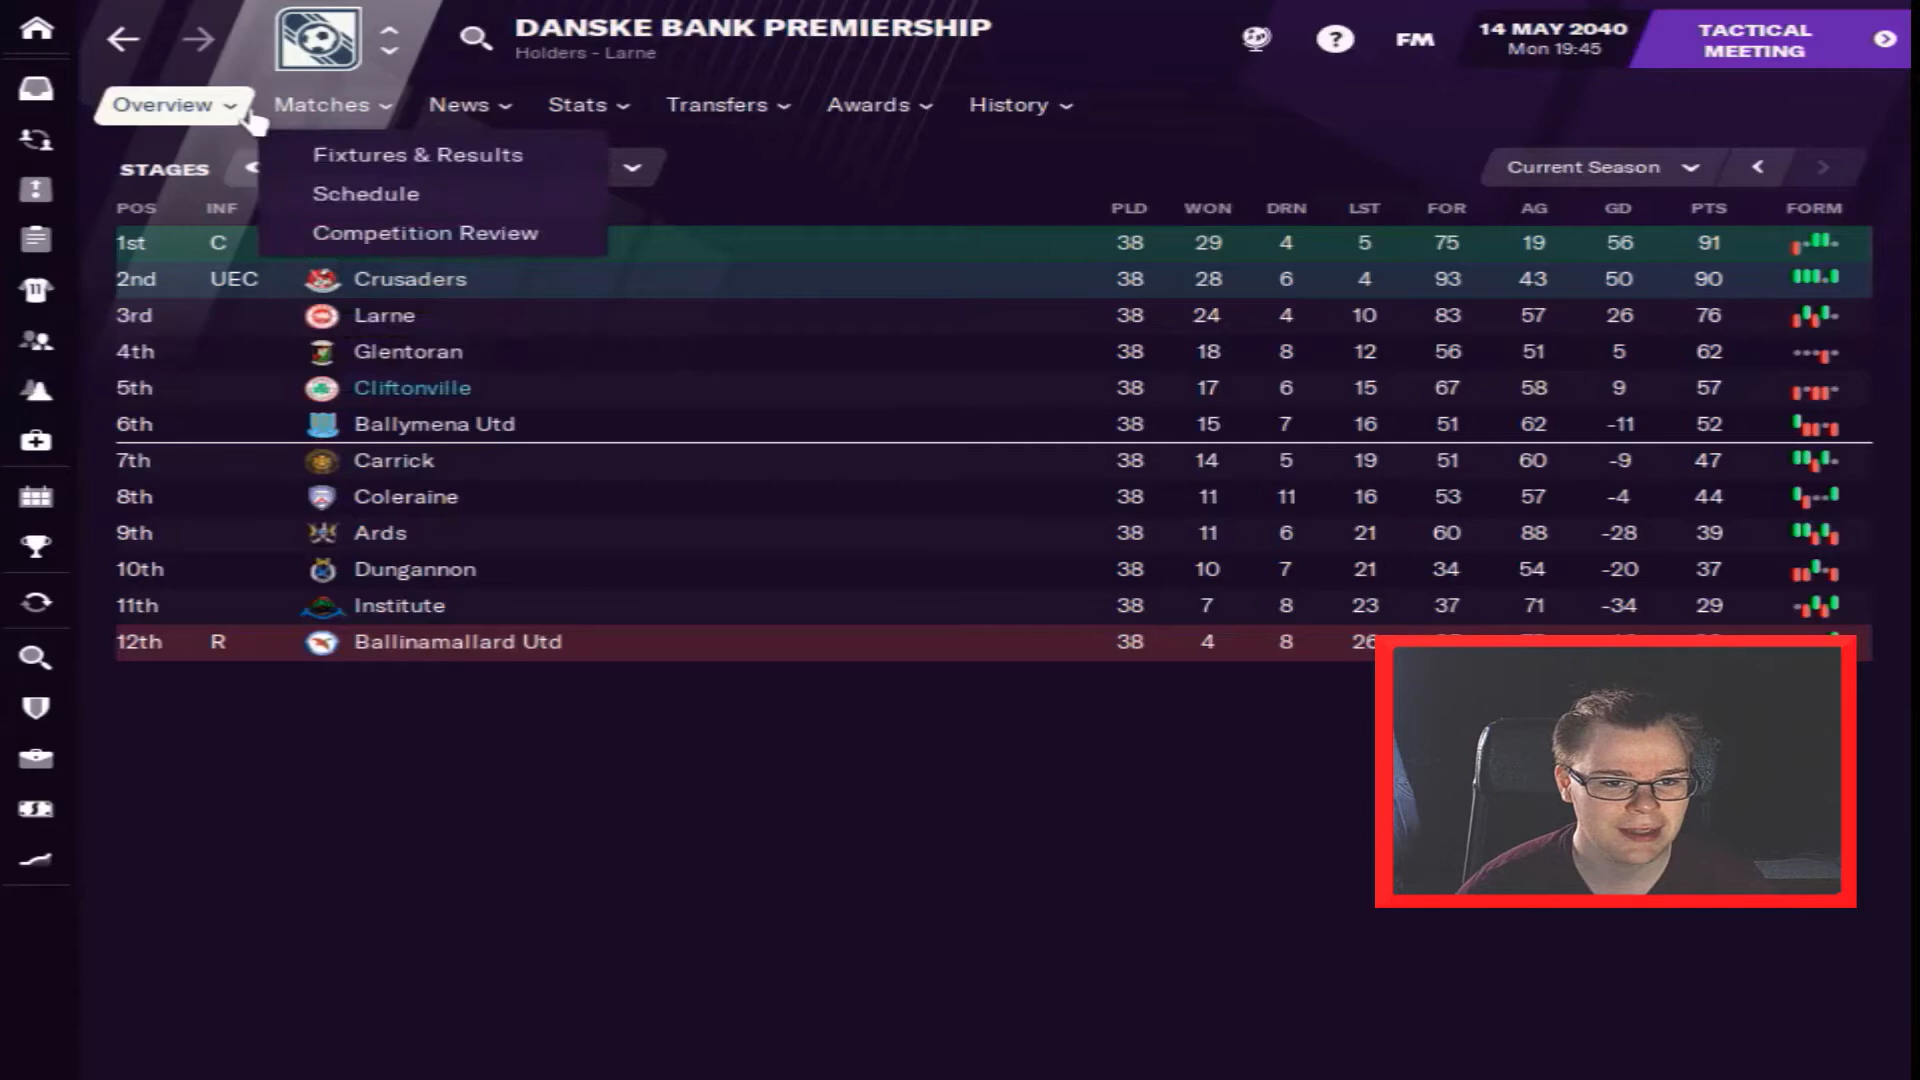 DANSKE BANK PREMIERSHIP
Holders - Larne
FM
14 MAY 2040
Mon 19:45
TACTICAL
MEETING
Overview Matches News Stats Transfers Awards History
Fixtures & Results
Schedule
Competition Review
STAGES
Current Season
POS INF PLD WON DRN LST FOR AG GD PTS FORM
1st C 38 29 4 5 75 19 56 91
2nd UEC Crusaders 38 28 6 4 93 43 50 90
3rd Larne 38 24 4 10 83 57 26 76
4th Glentoran 38 18 8 12 56 51 5 62
5th Cliftonville 38 17 6 15 67 58 9 57
6th Ballymena Utd 38 15 7 16 51 62 -11 52
7th Carrick 38 14 5 19 51 60 -9 47
8th Coleraine 38 11 11 16 53 57 -4 44
9th Ards 38 11 6 21 60 88 -28 39
10th Dungannon 38 10 7 21 34 54 -20 37
11th Institute 38 7 8 23 37 71 -34 29
12th R Ballinamallard Utd 38 4 8 26